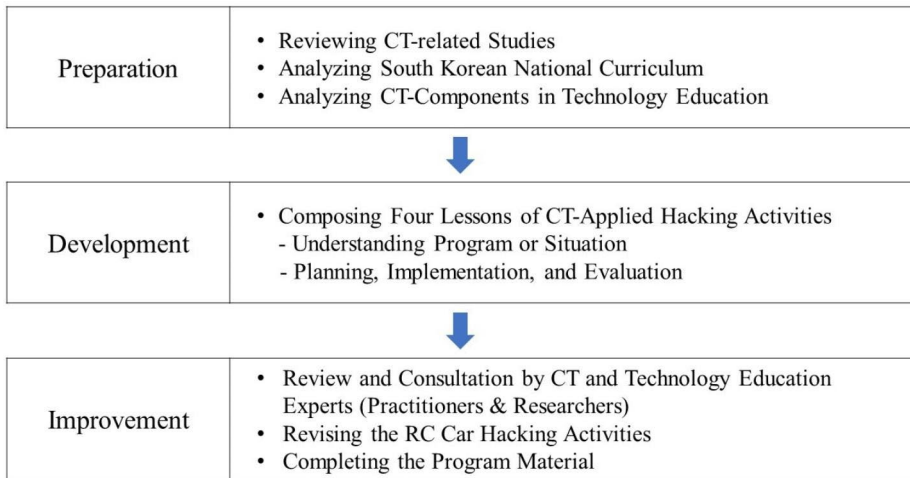 Preparation
• Reviewing CT-related Studies
• Analyzing South Korean National Curriculum
• Analyzing CT-Components in Technology Education
Development
• Composing Four Lessons of CT-Applied Hacking Activities
- Understanding Program or Situation
- Planning, Implementation, and Evaluation
Improvement
• Review and Consultation by CT and Technology Education
Experts (Practitioners & Researchers)
• Revising the RC Car Hacking Activities
• Completing the Program Material